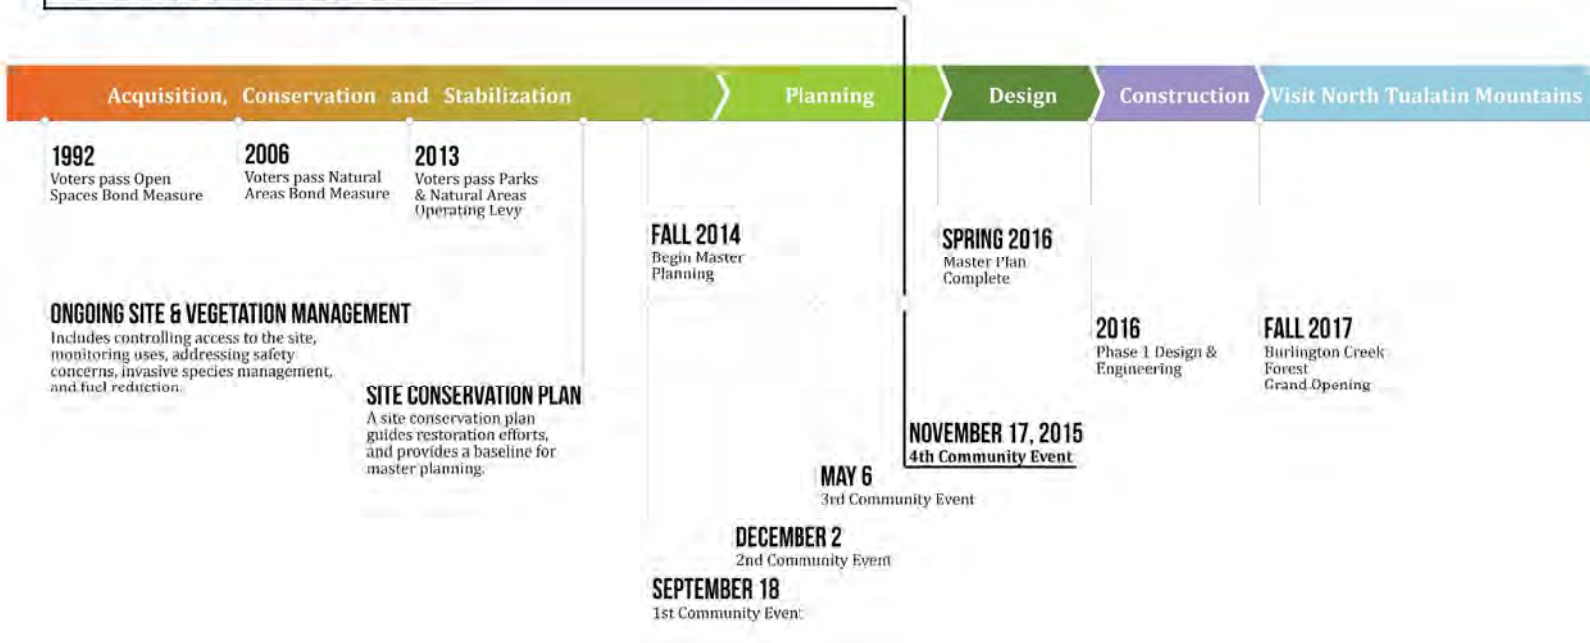 Acquisition, Conservation and Stabilization
Planning
Design
Construction
Visit North Tualatin Mountains
1992
Voters pass Open
Spaces Bond Measure
2006
Voters pass Natural
Areas Bond Measure
2013
Voters pass Parks
& Natural Areas
Operating Levy
FALL 2014
Begin Master
Planning
SPRING 2016
Master Plan
Complete
ONGOING SITE & VEGETATION MANAGEMENT
Includes controlling access to the site,
monitoring uses, addressing safety
concerns, invasive species management,
and fuel reduction.
2016
Phase 1 Design &
Engineering
FALL 2017
Burlington Creek
Forest
Grand Opening
SITE CONSERVATION PLAN
A site conservation plan
guides restoration efforts,
and provides a baseline for
master planning.
NOVEMBER 17, 2015
4th Community Event
MAY 6
3rd Community Event
DECEMBER 2
2nd Community Event
SEPTEMBER 18
1st Community Event